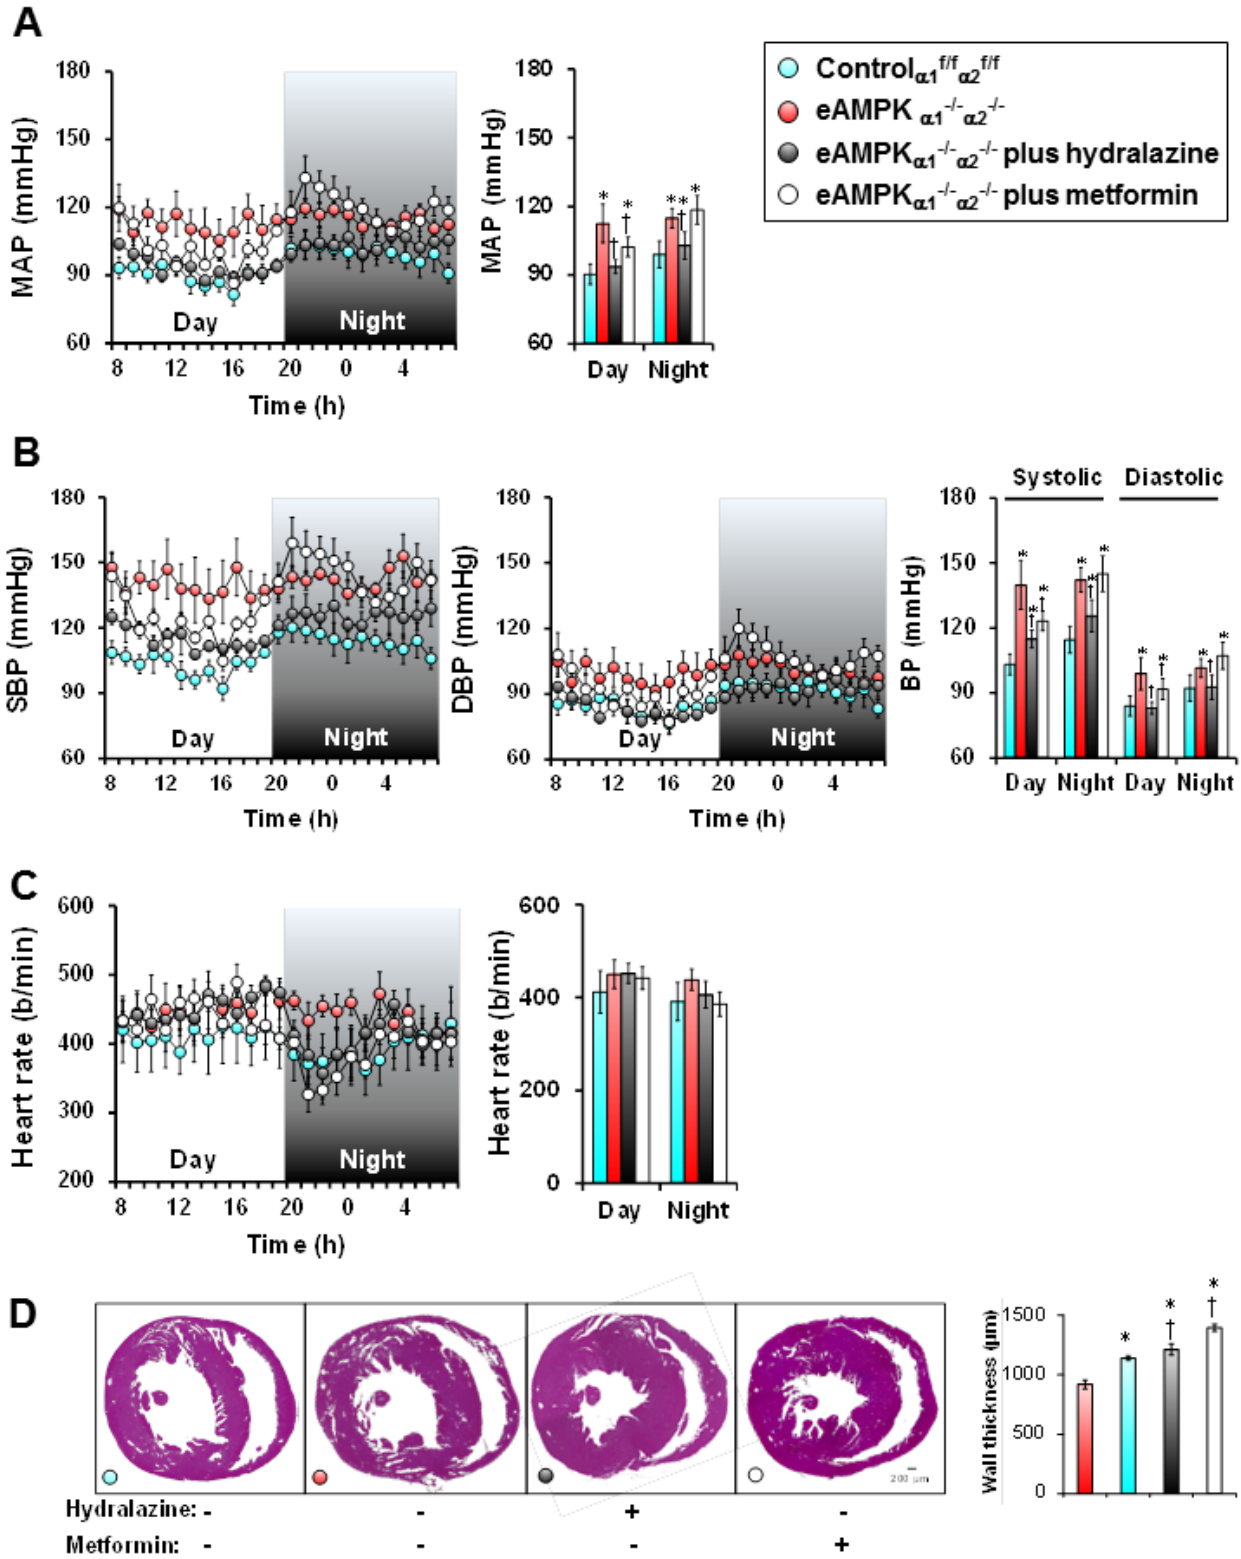 A
180
150
120
90
60
MAP (mmHg)
Day
Night
8 12 16 20 0 4
Time (h)
180
150
120
90
60
MAP (mmHg)
* † * † * * * † *
Day Night
Controlα1f/fα2f/f
eAMPK α1-/-α2-/-
eAMPKα1-/-α2-/- plus hydralazine
eAMPKα1-/-α2-/- plus metformin
B
180
150
120
90
60
SBP (mmHg)
Day
Night
8 12 16 20 0 4
Time (h)
180
150
120
90
60
DBP (mmHg)
Day
Night
8 12 16 20 0 4
Time (h)
Systolic Diastolic
180
150
120
90
60
BP (mmHg)
* * † * † * * † * * † * † * † *
Day Night Day Night
C
600
500
400
300
200
Heart rate (b/min)
Day
Night
8 12 16 20 0 4
Time (h)
600
400
200
0
Heart rate (b/min)
Day Night
D
200 µm
Hydralazine: - - + -
Metformin: - - - +
1500
1000
500
0
Wall thickness (µm)
* * † * †